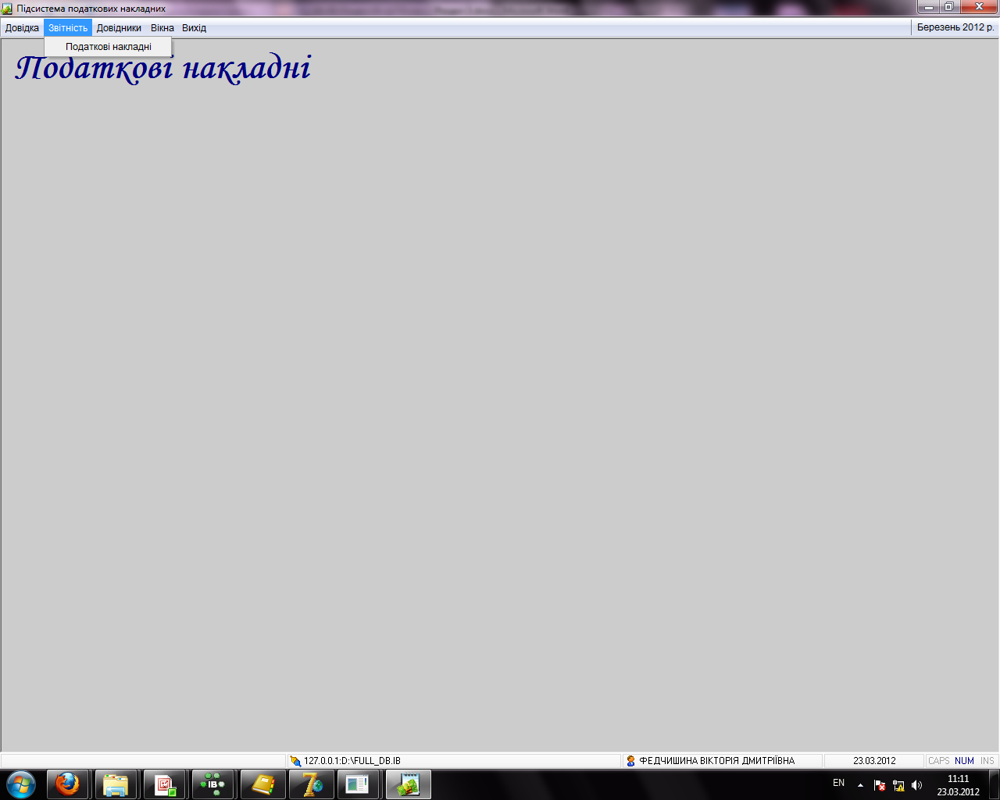 Підсистема податкових накладних
Довідка Звітність Довідники Вікна Вихід Березень 2012 р.
Податкові накладні
Податкові накладні
127.0.0.1:D:\FULL_DB.IB ФЕДЧИШИНА ВІКТОРІЯ ДМИТРІЇВНА 23.03.2012 CAPS NUM INS
IB
EN 11:11
23.03.2012